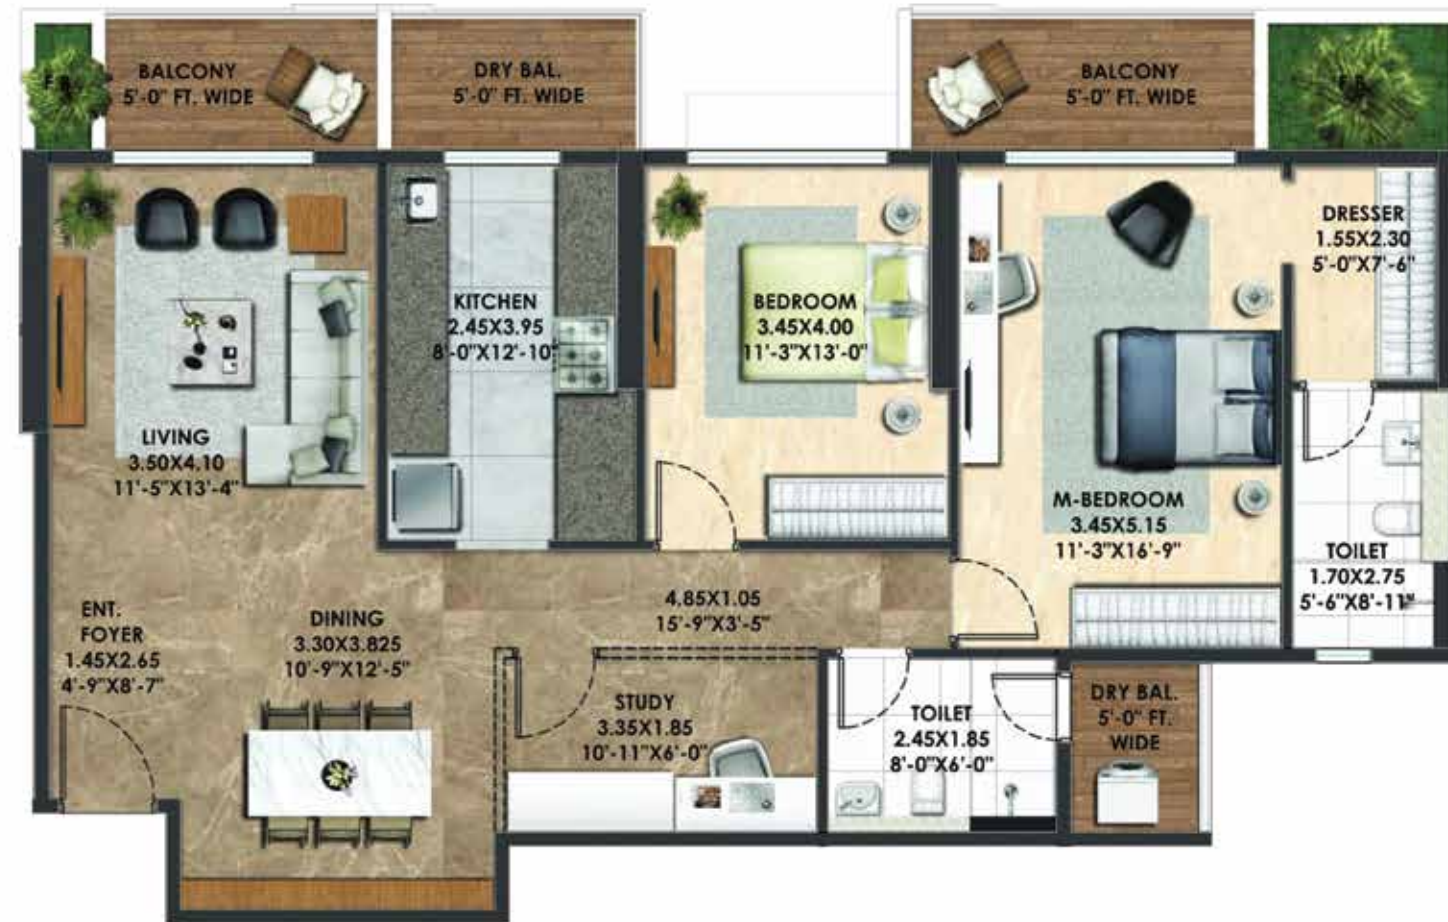 F.B.
BALCONY
5'-0" FT. WIDE
DRY BAL.
5'-0" FT. WIDE
BALCONY
5'-0" FT. WIDE
DRESSER
1.55X2.30
5'-0"X7'-6"
KITCHEN
2.45X3.95
8'-0"X12'-10"
BEDROOM
3.45X4.00
11'-3"X13'-0"
LIVING
3.50X4.10
11'-5"X13'-4"
M-BEDROOM
3.45X5.15
11'-3"X16'-9"
TOILET
1.70X2.75
5'-6"X8'-11"
ENT.
FOYER
1.45X2.65
4'-9"X8'-7"
DINING
3.30X3.825
10'-9"X12'-5"
4.85X1.05
15'-9"X3'-5"
STUDY
3.35X1.85
10'-11"X6'-0"
TOILET
2.45X1.85
8'-0"X6'-0"
DRY BAL.
5'-0" FT.
WIDE